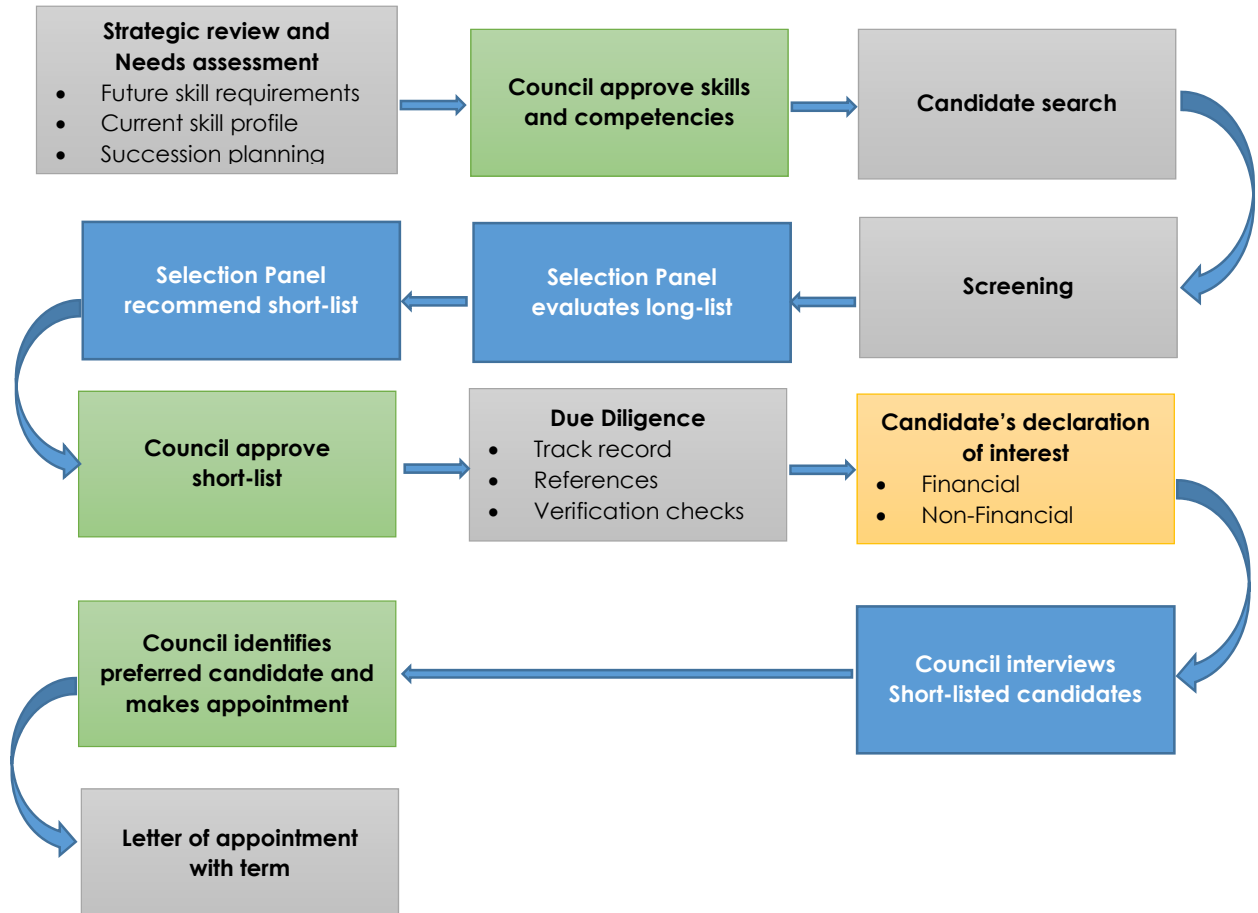 Strategic review and
Needs assessment
• Future skill requirements
• Current skill profile
• Succession planning
Council approve skills
and competencies
Candidate search
Screening
Selection Panel
evaluates long-list
Selection Panel
recommend short-list
Council approve
short-list
Due Diligence
• Track record
• References
• Verification checks
Candidate’s declaration
of interest
• Financial
• Non-Financial
Council interviews
Short-listed candidates
Council identifies
preferred candidate and
makes appointment
Letter of appointment
with term